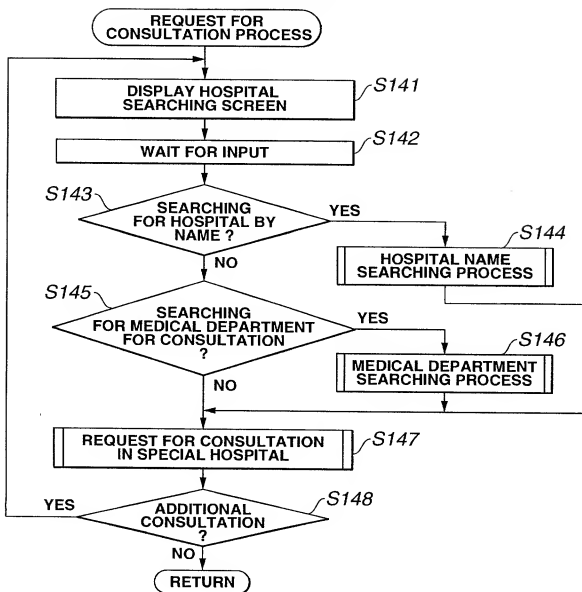 REQUEST FOR
CONSULTATION PROCESS
DISPLAY HOSPITAL
SEARCHING SCREEN
S141
WAIT FOR INPUT
S142
S143
SEARCHING
FOR HOSPITAL BY
NAME ?
YES
NO
S144
HOSPITAL NAME
SEARCHING PROCESS
S145
SEARCHING
FOR MEDICAL DEPARTMENT
FOR CONSULTATION
?
YES
NO
S146
MEDICAL DEPARTMENT
SEARCHING PROCESS
REQUEST FOR CONSULTATION
IN SPECIAL HOSPITAL
S147
YES
ADDITIONAL
CONSULTATION
?
S148
NO
RETURN